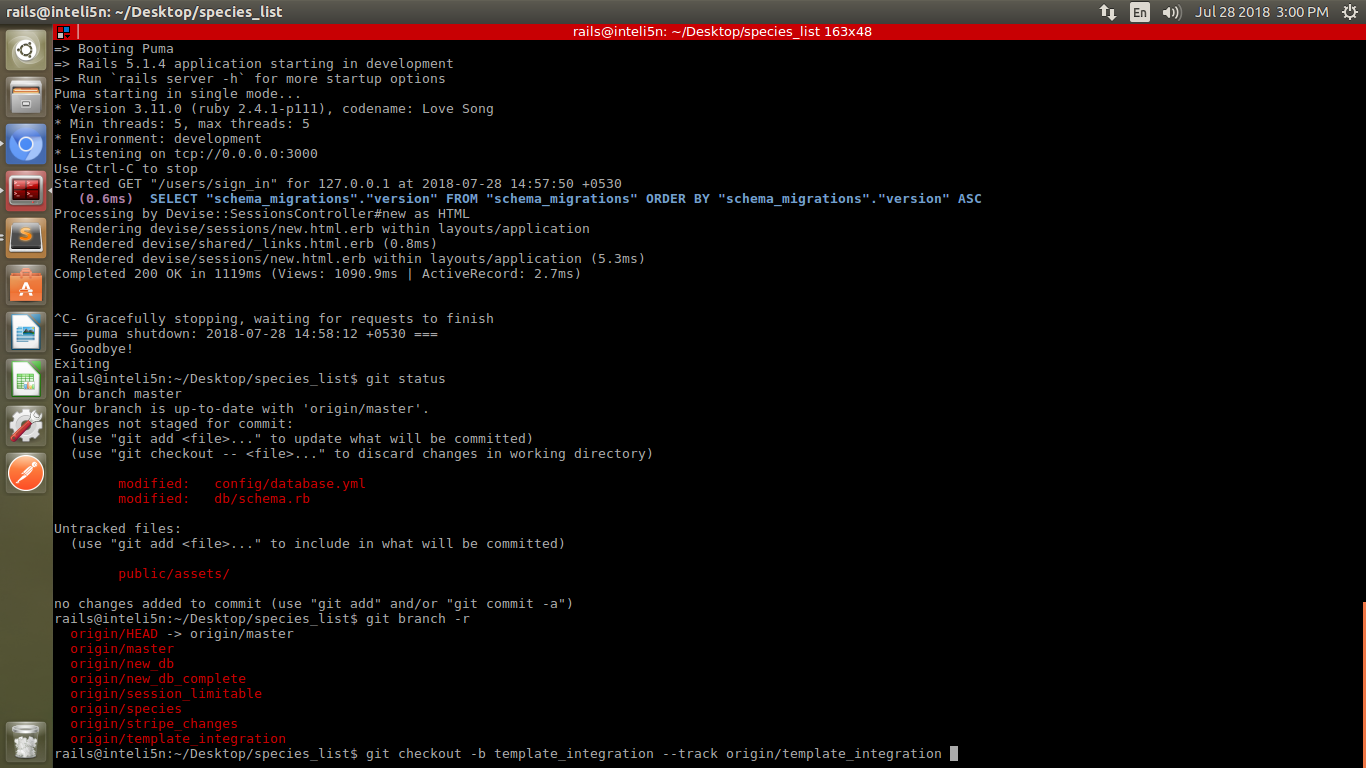 rails@inteli5n: ~/Desktop/species_list
En
Jul 28 2018 3:00 PM
rails@inteli5n: ~/Desktop/species_list 163x48
=> Booting Puma
=> Rails 5.1.4 application starting in development
=> Run `rails server -h` for more startup options
Puma starting in single mode...
* Version 3.11.0 (ruby 2.4.1-p111), codename: Love Song
* Min threads: 5, max threads: 5
* Environment: development
* Listening on tcp://0.0.0.0:3000
Use Ctrl-C to stop
Started GET "/users/sign_in" for 127.0.0.1 at 2018-07-28 14:57:50 +0530
   (0.6ms)  SELECT "schema_migrations"."version" FROM "schema_migrations" ORDER BY "schema_migrations"."version" ASC
Processing by Devise::SessionsController#new as HTML
  Rendering devise/sessions/new.html.erb within layouts/application
  Rendered devise/shared/_links.html.erb (0.8ms)
  Rendered devise/sessions/new.html.erb within layouts/application (5.3ms)
Completed 200 OK in 1119ms (Views: 1090.9ms | ActiveRecord: 2.7ms)
^C- Gracefully stopping, waiting for requests to finish
=== puma shutdown: 2018-07-28 14:58:12 +0530 ===
- Goodbye!
Exiting
rails@inteli5n:~/Desktop/species_list$ git status
On branch master
Your branch is up-to-date with 'origin/master'.
Changes not staged for commit:
  (use "git add <file>..." to update what will be committed)
  (use "git checkout -- <file>..." to discard changes in working directory)
        modified:   config/database.yml
        modified:   db/schema.rb
Untracked files:
  (use "git add <file>..." to include in what will be committed)
        public/assets/
no changes added to commit (use "git add" and/or "git commit -a")
rails@inteli5n:~/Desktop/species_list$ git branch -r
  origin/HEAD -> origin/master
  origin/master
  origin/new_db
  origin/new_db_complete
  origin/session_limitable
  origin/species
  origin/stripe_changes
  origin/template_integration
rails@inteli5n:~/Desktop/species_list$ git checkout -b template_integration --track origin/template_integration